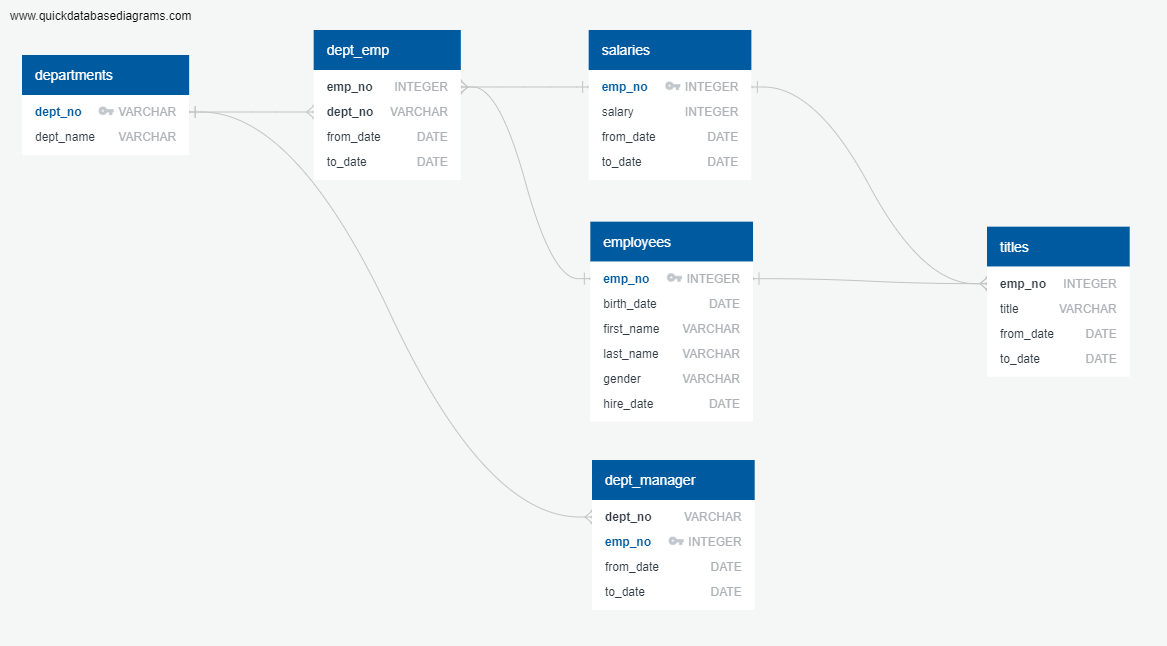 www.quickdatabasediagrams.com
departments
dept_no VARCHAR
dept_name VARCHAR
dept_emp
emp_no INTEGER
dept_no VARCHAR
from_date DATE
to_date DATE
salaries
emp_no INTEGER
salary INTEGER
from_date DATE
to_date DATE
employees
emp_no INTEGER
birth_date DATE
first_name VARCHAR
last_name VARCHAR
gender VARCHAR
hire_date DATE
titles
emp_no INTEGER
title VARCHAR
from_date DATE
to_date DATE
dept_manager
dept_no VARCHAR
emp_no INTEGER
from_date DATE
to_date DATE